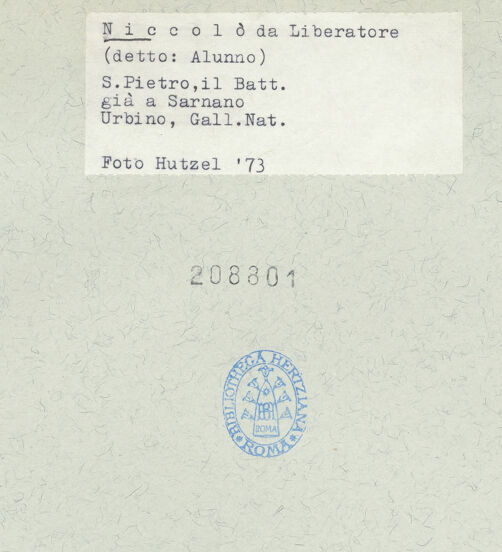 N i c c o l ò da Liberatore
(detto: Alunno)
S.Pietro,il Batt.
già a Sarnano
Urbino, Gall.Nat.
Foto Hutzel '73
208801
BIBLIOTHECA HERTZIANA
ROMA
ROMA